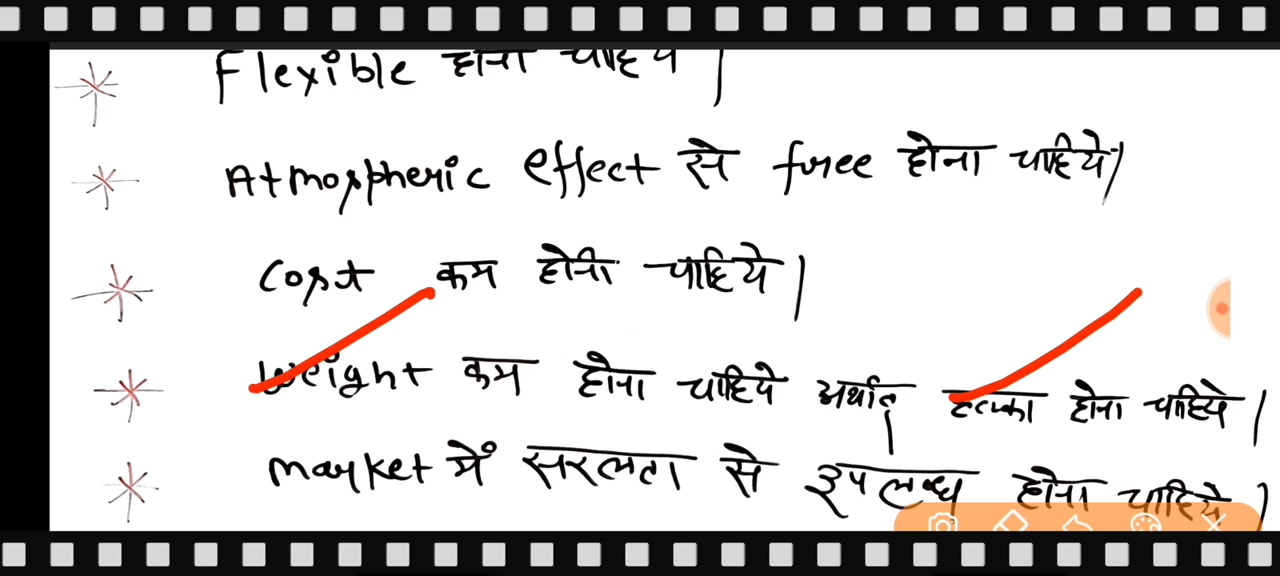 Flexible होना चाहिये |
Atmospheric effect से free होना चाहिये |
Cost कम होनी चाहिये |
Weight कम होना चाहिये अर्थात् हल्का होना चाहिये |
market में सरलता से उपलब्ध होना चाहिये |